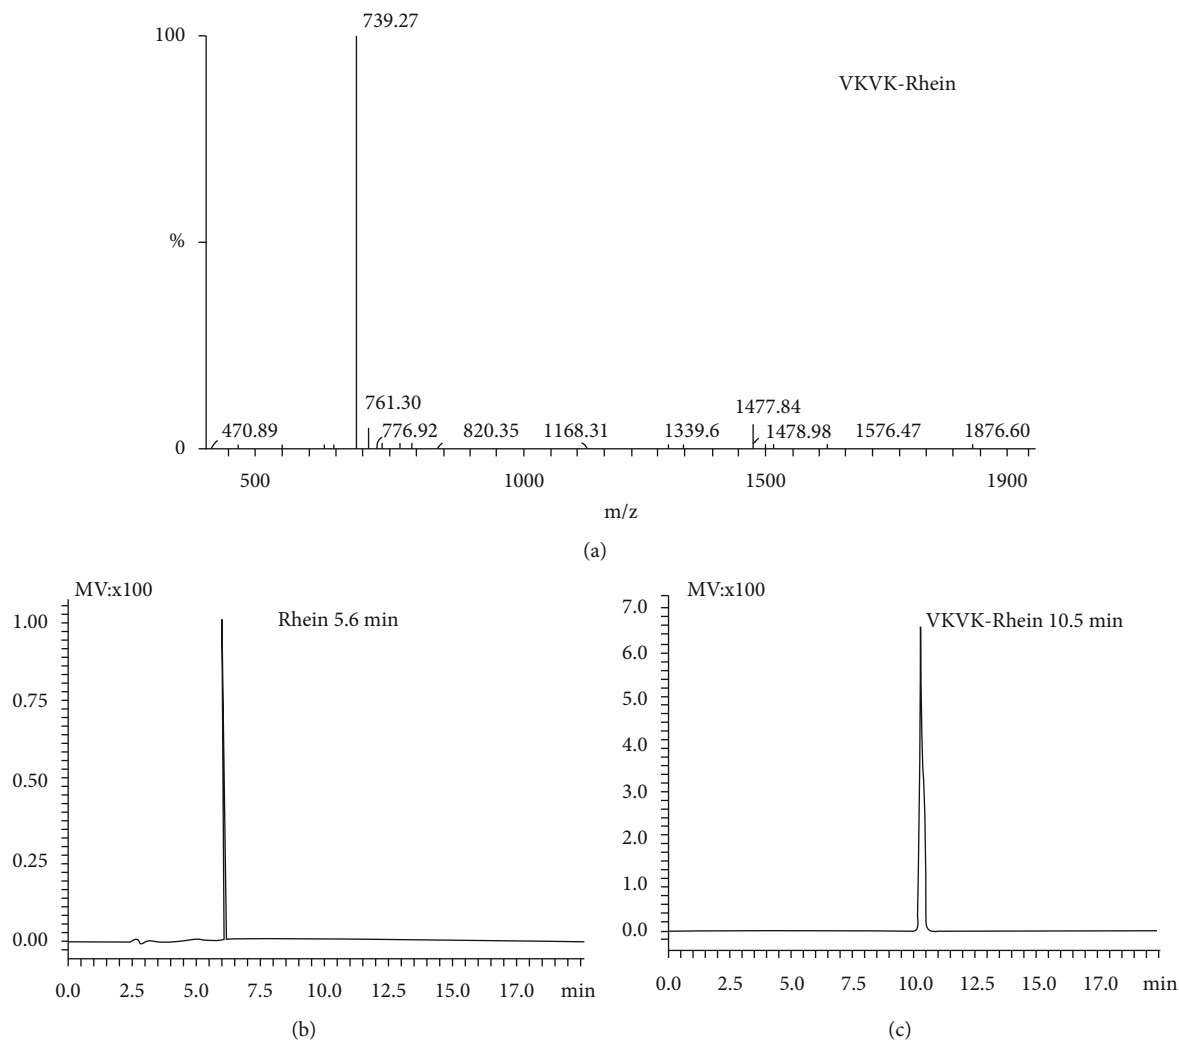 739.27
100
VKVK-Rhein
%
761.30
1477.84
470.89 776.92 820.35 1168.31 1339.6 1478.98 1576.47 1876.60
0
500 1000 1500 1900
m/z
(a)
MV:x100
Rhein 5.6 min
1.00
0.75
0.50
0.25
0.00
0.0 2.5 5.0 7.5 10.0 12.5 15.0 17.0 min
(b)
MV:x100
7.0
VKVK-Rhein 10.5 min
6.0
5.0
4.0
3.0
2.0
1.0
0.0
0.0 2.5 5.0 7.5 10.0 12.5 15.0 17.0 min
(c)